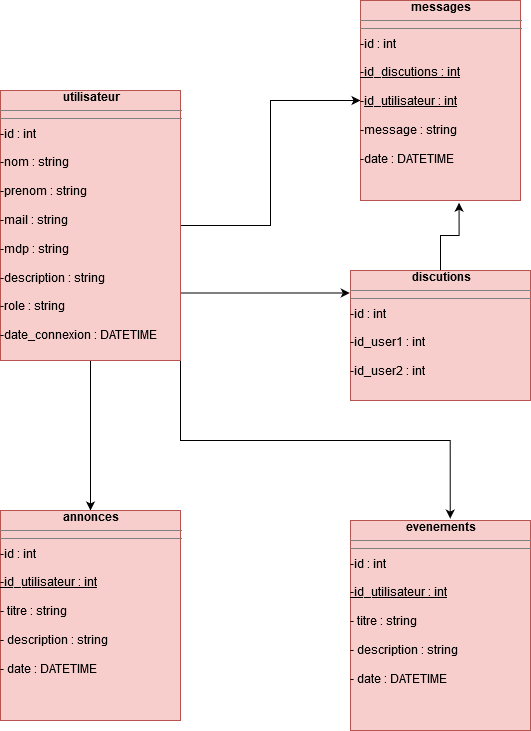 messages
-id : int
-id_discutions : int
-id_utilisateur : int
-message : string
-date : DATETIME
utilisateur
-id : int
-nom : string
-prenom : string
-mail : string
-mdp : string
-description : string
-role : string
-date_connexion : DATETIME
discutions
-id : int
-id_user1 : int
-id_user2 : int
annonces
-id : int
-id_utilisateur : int
- titre : string
- description : string
- date : DATETIME
evenements
-id : int
-id_utilisateur : int
- titre : string
- description : string
- date : DATETIME